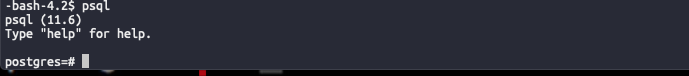 -bash-4.2$ psql
psql (11.6)
Type "help" for help.
postgres=#